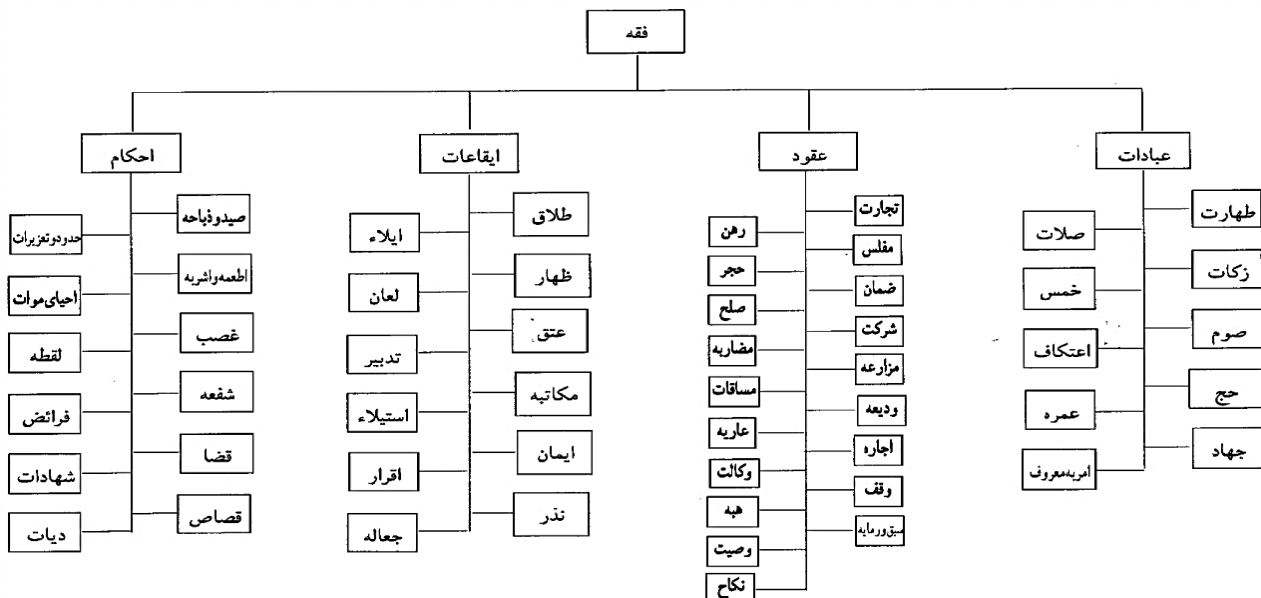 فقه
عبادات
طهارت
صلات
زکات
خمس
صوم
اعتکاف
حج
عمره
جهاد
امربه‌معروف
عقود
تجارت
رهن
مفلس
حجر
ضمان
صلح
شرکت
مضاربه
مزارعه
مساقات
ودیعه
عاریه
اجاره
وکالت
وقف
هبه
سبق‌ورمایه
وصیت
نکاح
ایقاعات
طلاق
ایلاء
ظهار
لعان
عتق
تدبیر
مکاتبه
استیلاء
ایمان
اقرار
نذر
جعاله
احکام
صیدوذباحه
حدودوتعزیرات
اطعمه‌واشربه
احیای‌موات
غصب
لقطه
شفعه
فرائض
قضا
شهادات
قصاص
دیات